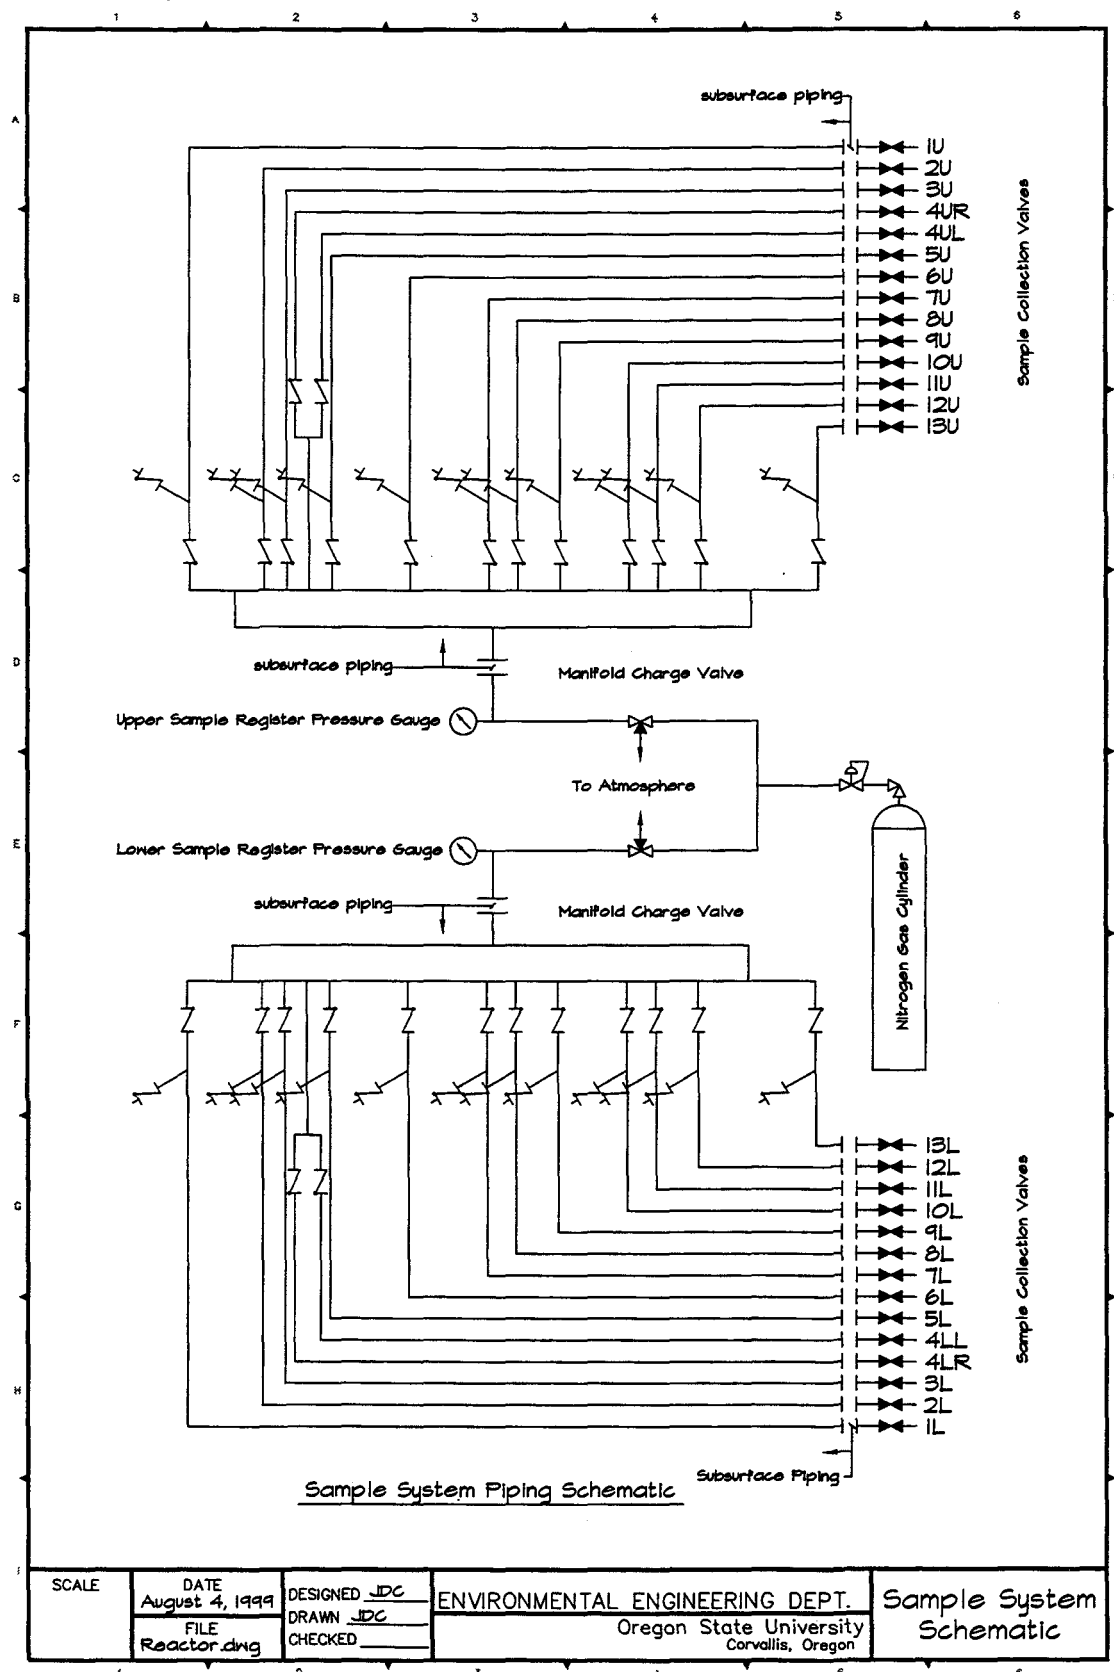 1 2 3 4 5 6
subsurface piping
A
1U
2U
3U
4UR
4UL
5U
6U
7U
8U
9U
10U
11U
12U
13U
Sample Collection Valves
B
C
D
subsurface piping
Manifold Charge Valve
Upper Sample Register Pressure Gauge
To Atmosphere
E
Lower Sample Register Pressure Gauge
subsurface piping
Manifold Charge Valve
Nitrogen Gas Cylinder
F
13L
12L
11L
10L
9L
8L
7L
6L
5L
4LL
4LR
3L
2L
1L
Sample Collection Valves
G
H
Subsurface Piping
Sample System Piping Schematic
SCALE
DATE
August 4, 1999
FILE
Reactor.dwg
DESIGNED JDC
DRAWN JDC
CHECKED
ENVIRONMENTAL ENGINEERING DEPT.
Oregon State University
Corvallis, Oregon
Sample System
Schematic